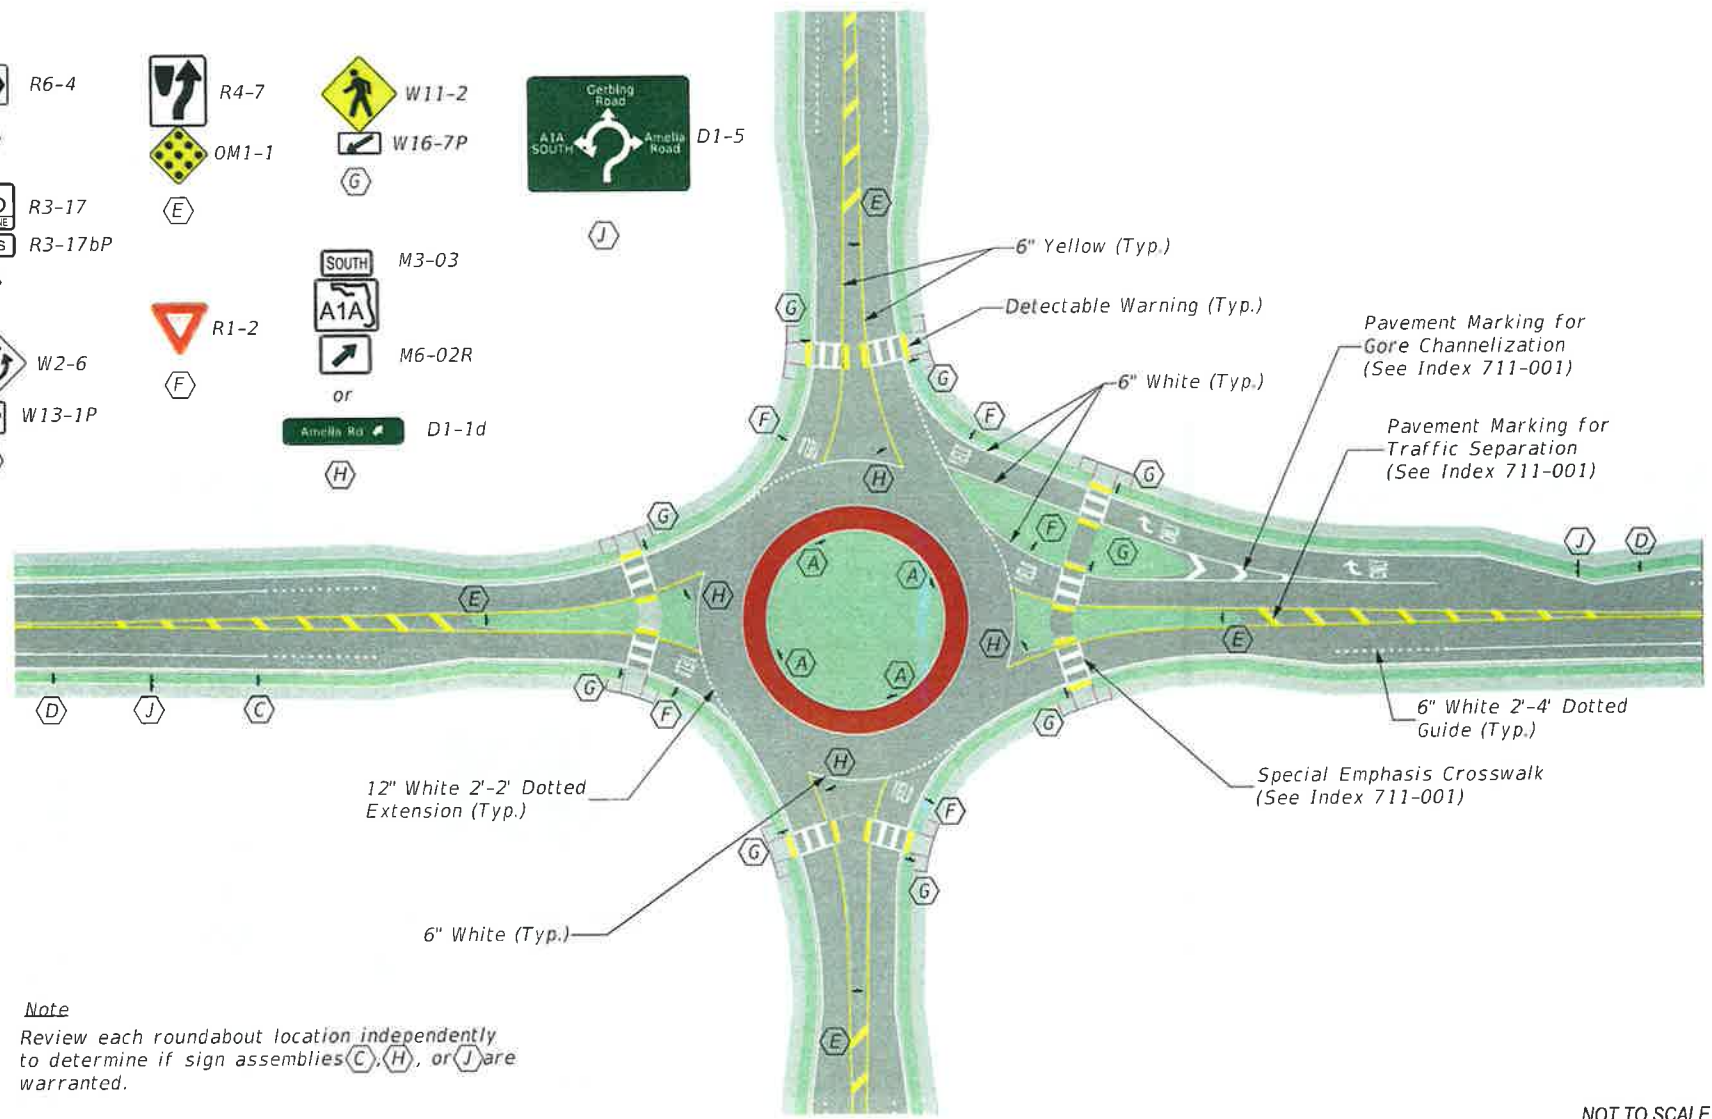 R6-4
R4-7
W11-2
OM1-1
W16-7P
G
E
Gerbing
Road
A1A
SOUTH
Amelia
Road
D1-5
J
R3-17
R3-17bP
SOUTH
M3-03
A1A
R1-2
F
M6-02R
or
Amelia Rd
D1-1d
H
W2-6
W13-1P
E
6" Yellow (Typ.)
G
Detectable Warning (Typ.)
Pavement Marking for
Gore Channelization
(See Index 711-001)
G
6" White (Typ.)
F
F
Pavement Marking for
Traffic Separation
(See Index 711-001)
H
G
G
F
G
J
D
A
A
E
H
H
E
A
A
G
F
G
D
J
C
6" White 2'-4' Dotted
Guide (Typ.)
H
12" White 2'-2' Dotted
Extension (Typ.)
Special Emphasis Crosswalk
(See Index 711-001)
F
G
G
6" White (Typ.)
E
Note
Review each roundabout location independently
to determine if sign assemblies C, H, or J are
warranted.
NOT TO SCALE